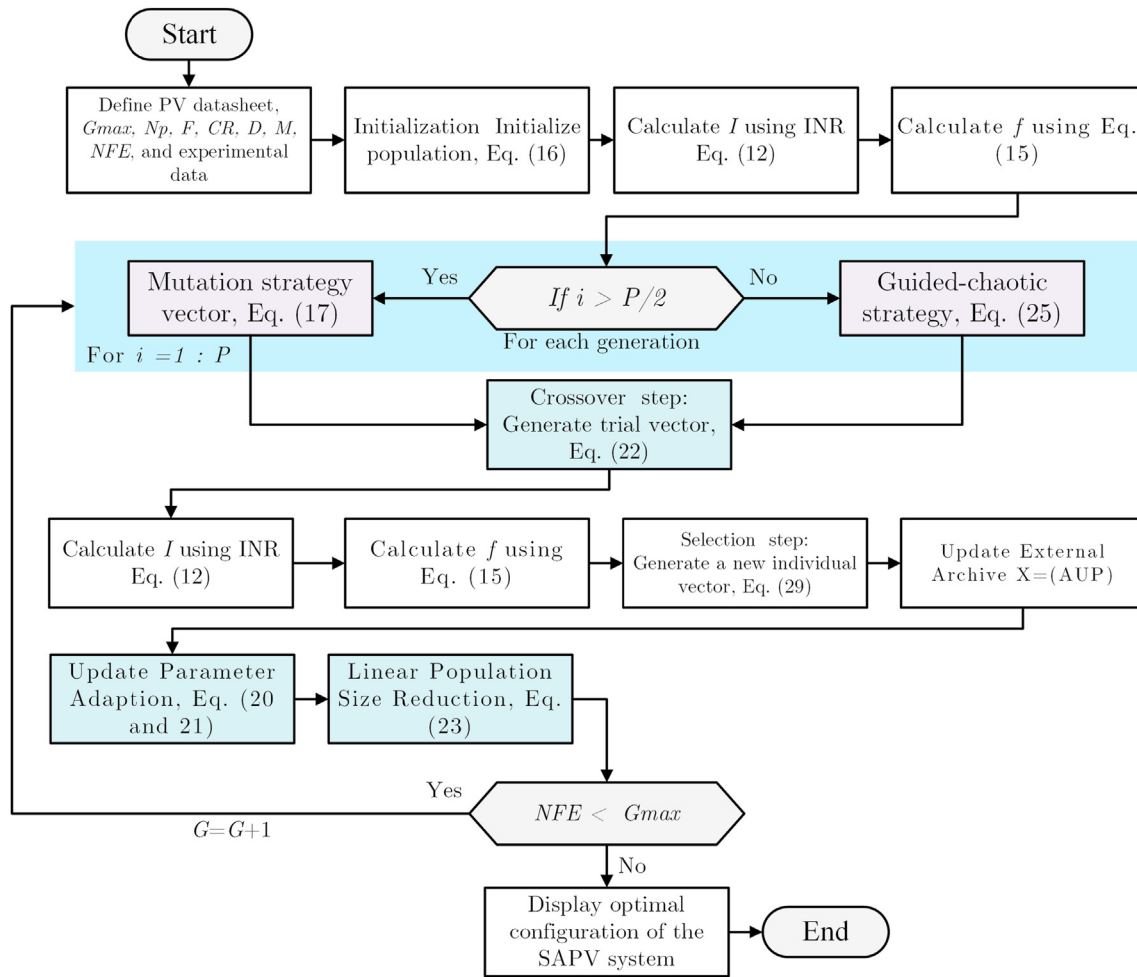 Start
Define PV datasheet,
Gmax, Np, F, CR, D, M,
NFE, and experimental
data
Initialization Initialize
population, Eq. (16)
Calculate I using INR
Eq. (12)
Calculate f using Eq.
(15)
Mutation strategy
vector, Eq. (17)
Yes
If i > P/2
No
Guided-chaotic
strategy, Eq. (25)
For each generation
For i =1 : P
Crossover step:
Generate trial vector,
Eq. (22)
Calculate I using INR
Eq. (12)
Calculate f using
Eq. (15)
Selection step:
Generate a new individual
vector, Eq. (29)
Update External
Archive X=(AUP)
Update Parameter
Adaption, Eq. (20
and 21)
Linear Population
Size Reduction, Eq.
(23)
Yes
NFE < Gmax
G=G+1
No
Display optimal
configuration of the
SAPV system
End